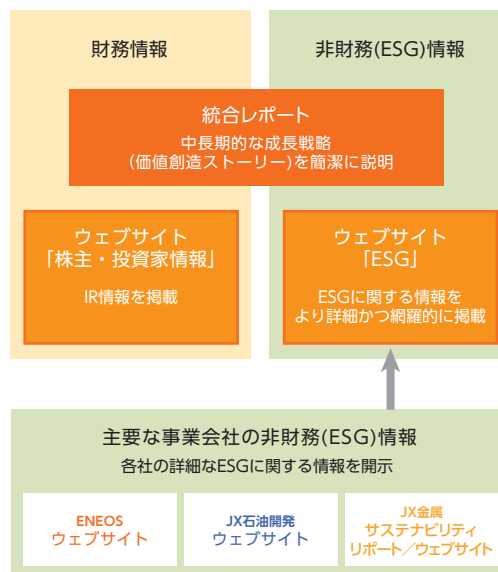 財務情報
非財務(ESG)情報
統合レポート
中長期的な成長戦略
(価値創造ストーリー)を簡潔に説明
ウェブサイト
「株主・投資家情報」
IR情報を掲載
ウェブサイト
「ESG」
ESGに関する情報を
より詳細かつ網羅的に掲載
主要な事業会社の非財務(ESG)情報
各社の詳細なESGに関する情報を開示
ENEOS
ウェブサイト
JX石油開発
ウェブサイト
JX金属
サステナビリティ
リポート／ウェブサイト